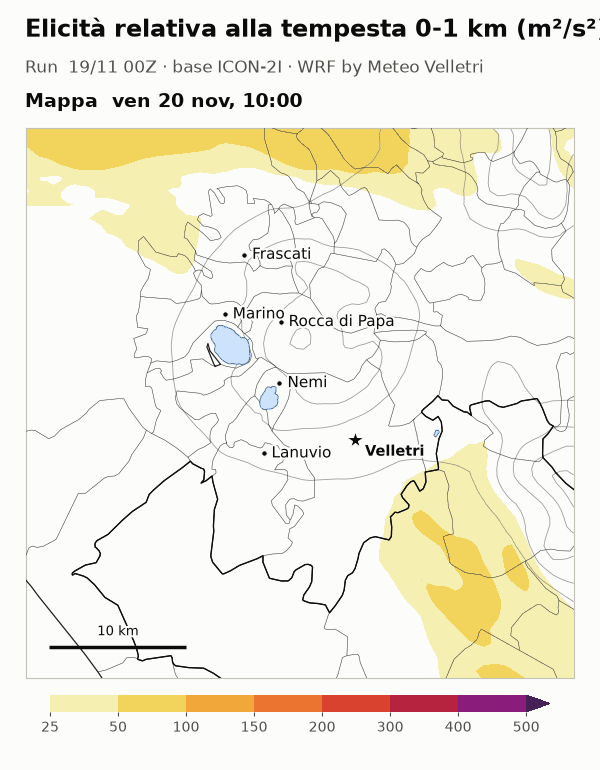 Elicità relativa alla tempesta 0-1 km (m²/s²)
Run  19/11 00Z · base ICON-2I · WRF by Meteo Velletri
Mappa  ven 20 nov, 10:00
Frascati
Marino
Rocca di Papa
Nemi
Velletri
Lanuvio
10 km
25 50 100 150 200 300 400 500